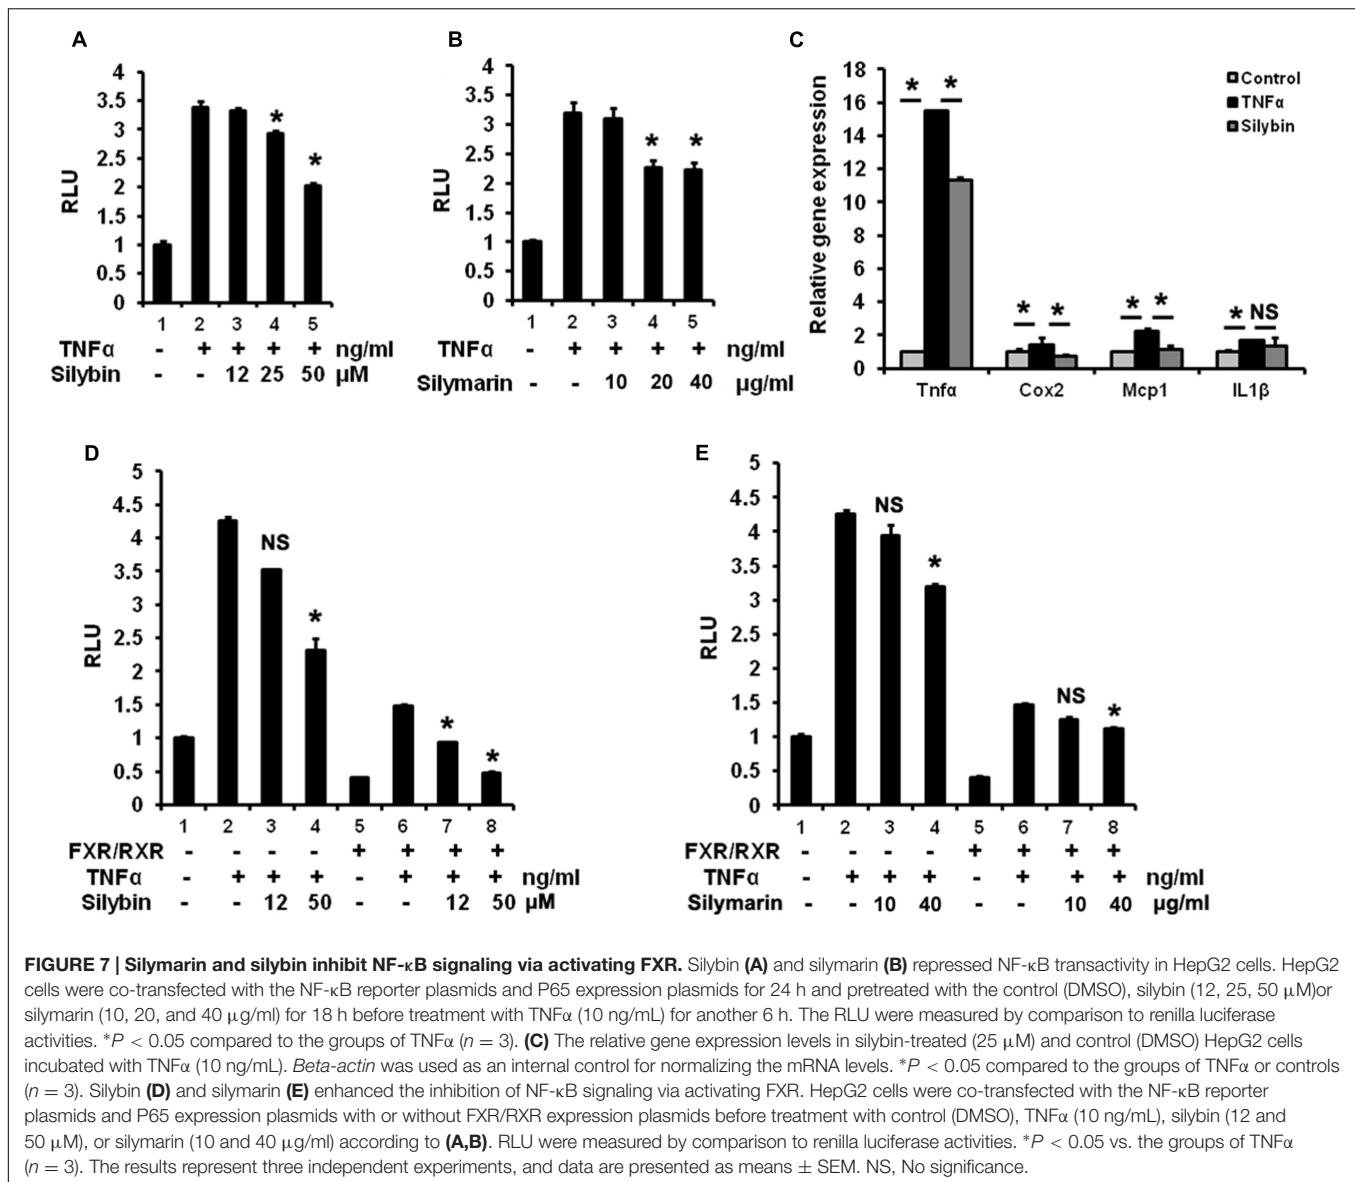 A
4
3.5
3
2.5
2
1.5
1
0.5
0
RLU
* *
1 2 3 4 5
TNFα - + + + + ng/ml
Silybin - - 12 25 50 µM
B
4
3.5
3
2.5
2
1.5
1
0.5
0
RLU
* *
1 2 3 4 5
TNFα - + + + + ng/ml
Silymarin - - 10 20 40 µg/ml
C
18
16
14
12
10
8
6
4
2
0
Relative gene expression
Control
TNFα
Silybin
* * * * * * * NS
Tnfα Cox2 Mcp1 IL1β
D
5
4.5
4
3.5
3
2.5
2
1.5
1
0.5
0
RLU
NS * * *
1 2 3 4 5 6 7 8
FXR/RXR - - - - + + + +
TNFα - + + + - + + + ng/ml
Silybin - - 12 50 - - 12 50 µM
E
5
4.5
4
3.5
3
2.5
2
1.5
1
0.5
0
RLU
NS * NS *
1 2 3 4 5 6 7 8
FXR/RXR - - - - + + + +
TNFα - + + + - + + + ng/ml
Silymarin - - 10 40 - - 10 40 µg/ml
FIGURE 7 | Silymarin and silybin inhibit NF-κB signaling via activating FXR. Silybin (A) and silymarin (B) repressed NF-κB transactivity in HepG2 cells. HepG2
cells were co-transfected with the NF-κB reporter plasmids and P65 expression plasmids for 24 h and pretreated with the control (DMSO), silybin (12, 25, 50 µM)or
silymarin (10, 20, and 40 µg/ml) for 18 h before treatment with TNFα (10 ng/mL) for another 6 h. The RLU were measured by comparison to renilla luciferase
activities. *P < 0.05 compared to the groups of TNFα (n = 3). (C) The relative gene expression levels in silybin-treated (25 µM) and control (DMSO) HepG2 cells
incubated with TNFα (10 ng/mL). Beta-actin was used as an internal control for normalizing the mRNA levels. *P < 0.05 compared to the groups of TNFα or controls
(n = 3). Silybin (D) and silymarin (E) enhanced the inhibition of NF-κB signaling via activating FXR. HepG2 cells were co-transfected with the NF-κB reporter
plasmids and P65 expression plasmids with or without FXR/RXR expression plasmids before treatment with control (DMSO), TNFα (10 ng/mL), silybin (12 and
50 µM), or silymarin (10 and 40 µg/ml) according to (A,B). RLU were measured by comparison to renilla luciferase activities. *P < 0.05 vs. the groups of TNFα
(n = 3). The results represent three independent experiments, and data are presented as means ± SEM. NS, No significance.